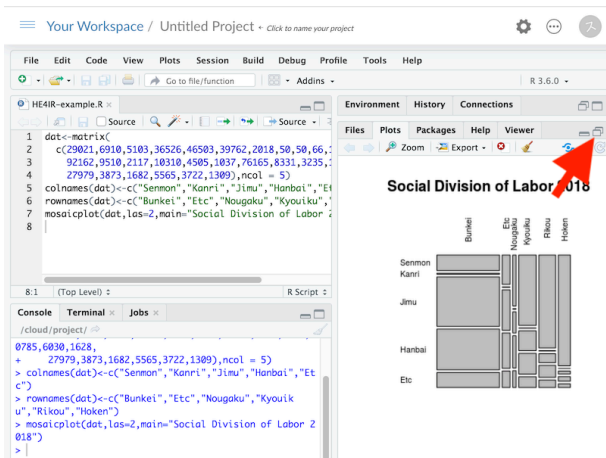 Your Workspace / Untitled Project - Click to name your project
File Edit Code View Plots Session Build Debug Profile Tools Help
Go to file/function Addins R 3.6.0
HE4IR-example.R
Source Source
1 dat<-matrix(
2 c(29021,6910,5103,36526,46503,39762,2018,50,50,66,
3 92162,9510,2117,10310,4505,1037,76165,8331,3235,
4 27979,3873,1682,5565,3722,1309),ncol = 5)
5 colnames(dat)<-c("Senmon","Kanri","Jimu","Hanbai","Et
6 rownames(dat)<-c("Bunkei","Etc","Nougaku","Kyouiku",
7 mosaicplot(dat,las=2,main="Social Division of Labor 2
8
8:1 (Top Level) R Script
Console Terminal Jobs
/cloud/project/
0785,6030,1628,
+ 27979,3873,1682,5565,3722,1309),ncol = 5)
> colnames(dat)<-c("Senmon","Kanri","Jimu","Hanbai","Et
c")
> rownames(dat)<-c("Bunkei","Etc","Nougaku","Kyouik
u","Rikou","Hoken")
> mosaicplot(dat,las=2,main="Social Division of Labor 2
018")
>
Environment History Connections
Files Plots Packages Help Viewer
Zoom Export
Social Division of Labor 2018
Bunkei
Etc
Nougaku
Kyouiku
Rikou
Hoken
Senmon
Kanri
Jimu
Hanbai
Etc